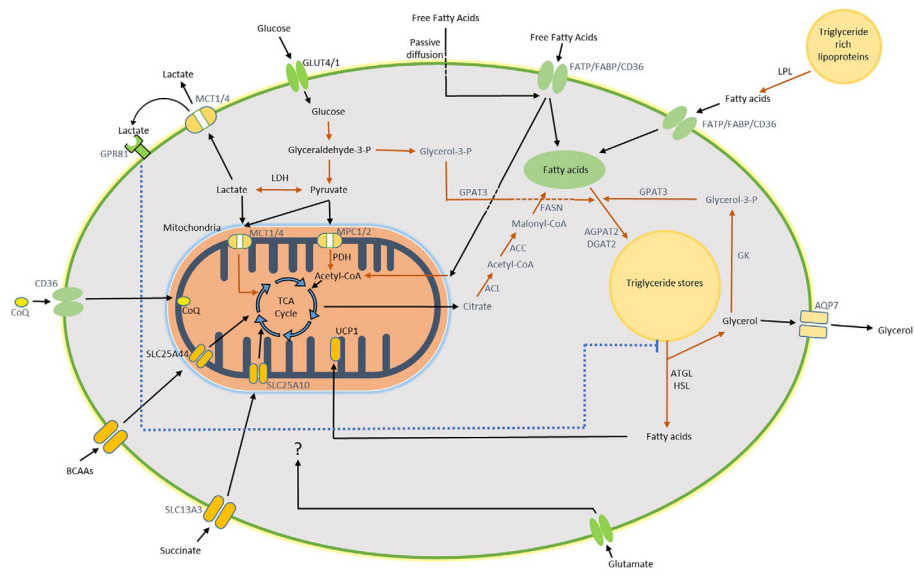 Free Fatty Acids
Triglyceride
rich
lipoproteins
Glucose
Passive
diffusion
Free Fatty Acids
GLUT4/1
FATP/FABP/CD36
LPL
Lactate
MCT1/4
Fatty acids
Glucose
FATP/FABP/CD36
Lactate
GPR81
Glyceraldehyde-3-P
Glycerol-3-P
Fatty acids
LDH
Lactate
Pyruvate
GPAT3
GPAT3
Glycerol-3-P
FASN
Malonyl-CoA
Mitochondria
MCT1/4
MPC1/2
AGPAT2
DGAT2
ACC
PDH
Acetyl-CoA
GK
Acetyl-CoA
CD36
Triglyceride stores
ACL
CoQ
CoQ
TCA
Cycle
Citrate
AQP7
Glycerol
Glycerol
UCP1
SLC25A44
SLC25A10
ATGL
HSL
Fatty acids
?
BCAAs
SLC13A3
Succinate
Glutamate